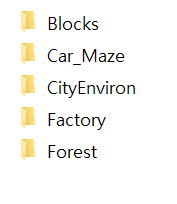 Blocks
Car_Maze
CityEnviron
Factory
Forest